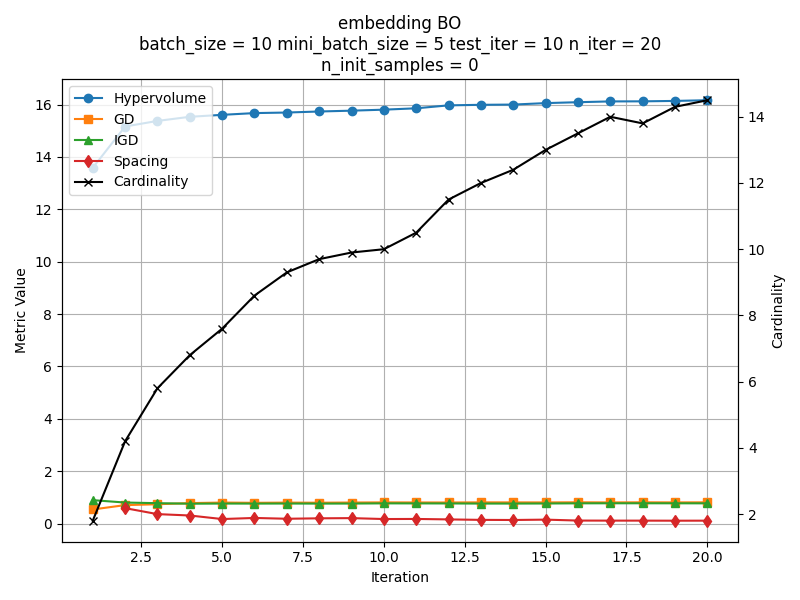 embedding BO
batch_size = 10 mini_batch_size = 5 test_iter = 10 n_iter = 20
n_init_samples = 0
Hypervolume
GD
IGD
Spacing
Cardinality
Metric Value
16
14
12
10
8
6
4
2
0
14
12
10
8
6
4
2
Cardinality
2.5 5.0 7.5 10.0 12.5 15.0 17.5 20.0
Iteration